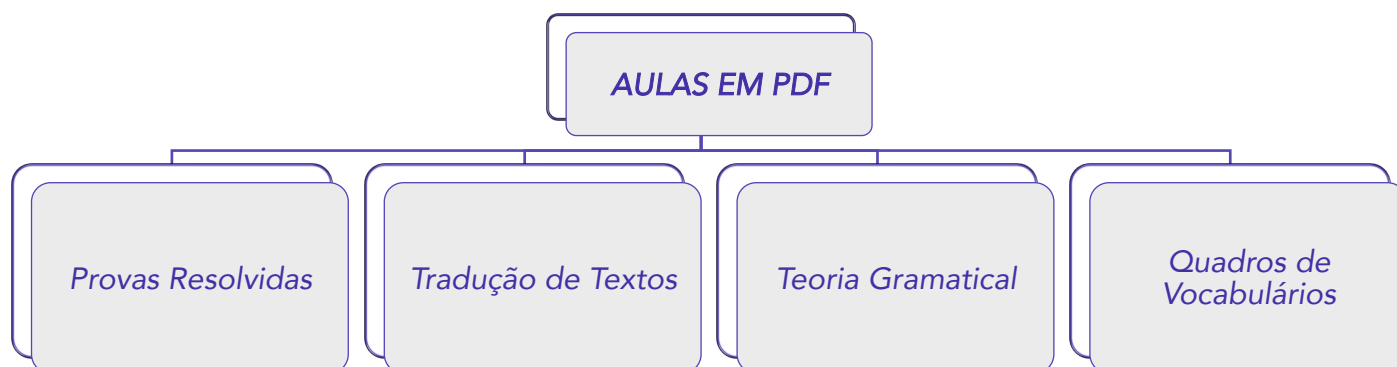 AULAS EM PDF
Provas Resolvidas
Tradução de Textos
Teoria Gramatical
Quadros de
Vocabulários